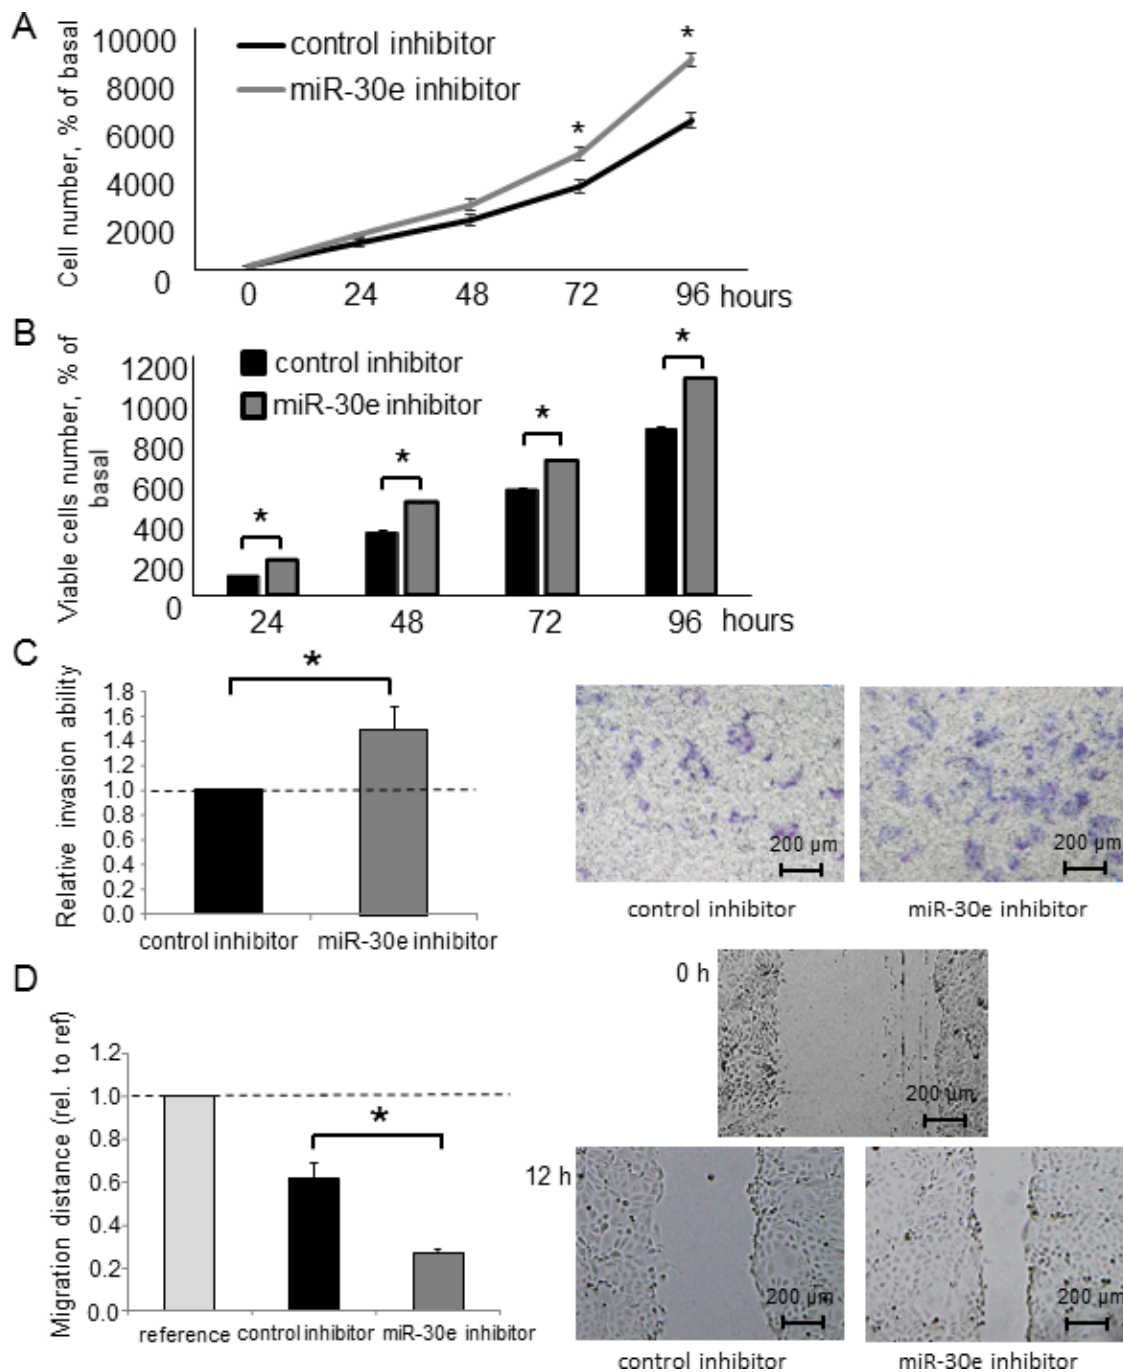 A
Cell number, % of basal
10000
8000
6000
4000
2000
0
control inhibitor
miR-30e inhibitor
*
*
0 24 48 72 96 hours
B
Viable cells number, % of
basal
1200
1000
800
600
400
200
0
control inhibitor
miR-30e inhibitor
*
*
*
*
24 48 72 96 hours
C
Relative invasion ability
1.8
1.6
1.4
1.2
1.0
0.8
0.6
0.4
0.2
0.0
*
control inhibitor miR-30e inhibitor
200 µm
200 µm
control inhibitor miR-30e inhibitor
D
Migration distance (rel. to ref)
1.2
1.0
0.8
0.6
0.4
0.2
0.0
*
reference control inhibitor miR-30e inhibitor
0 h
200 µm
12 h
200 µm
200 µm
control inhibitor miR-30e inhibitor